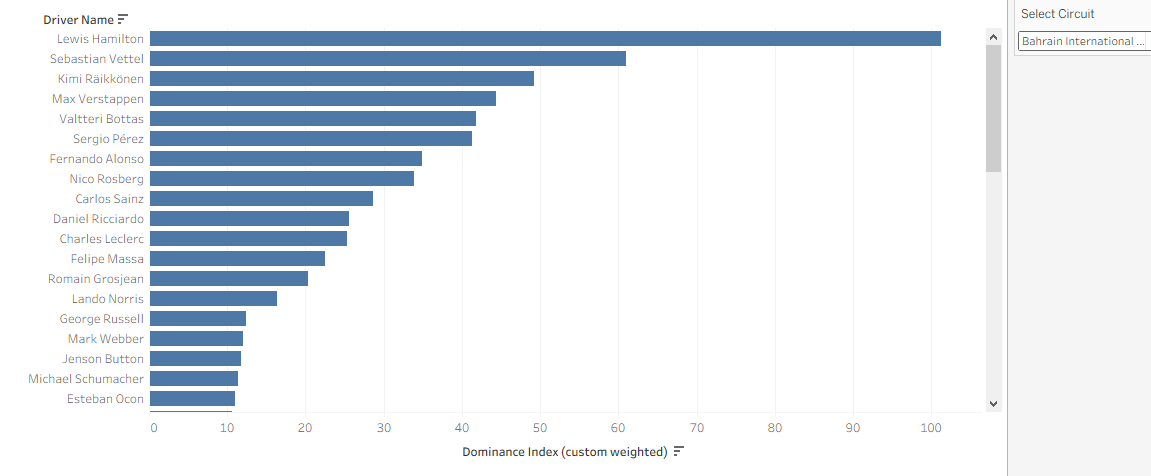 Driver Name
Select Circuit
Bahrain International ...
Lewis Hamilton
Sebastian Vettel
Kimi Räikkönen
Max Verstappen
Valtteri Bottas
Sergio Pérez
Fernando Alonso
Nico Rosberg
Carlos Sainz
Daniel Ricciardo
Charles Leclerc
Felipe Massa
Romain Grosjean
Lando Norris
George Russell
Mark Webber
Jenson Button
Michael Schumacher
Esteban Ocon
0 10 20 30 40 50 60 70 80 90 100
Dominance Index (custom weighted)